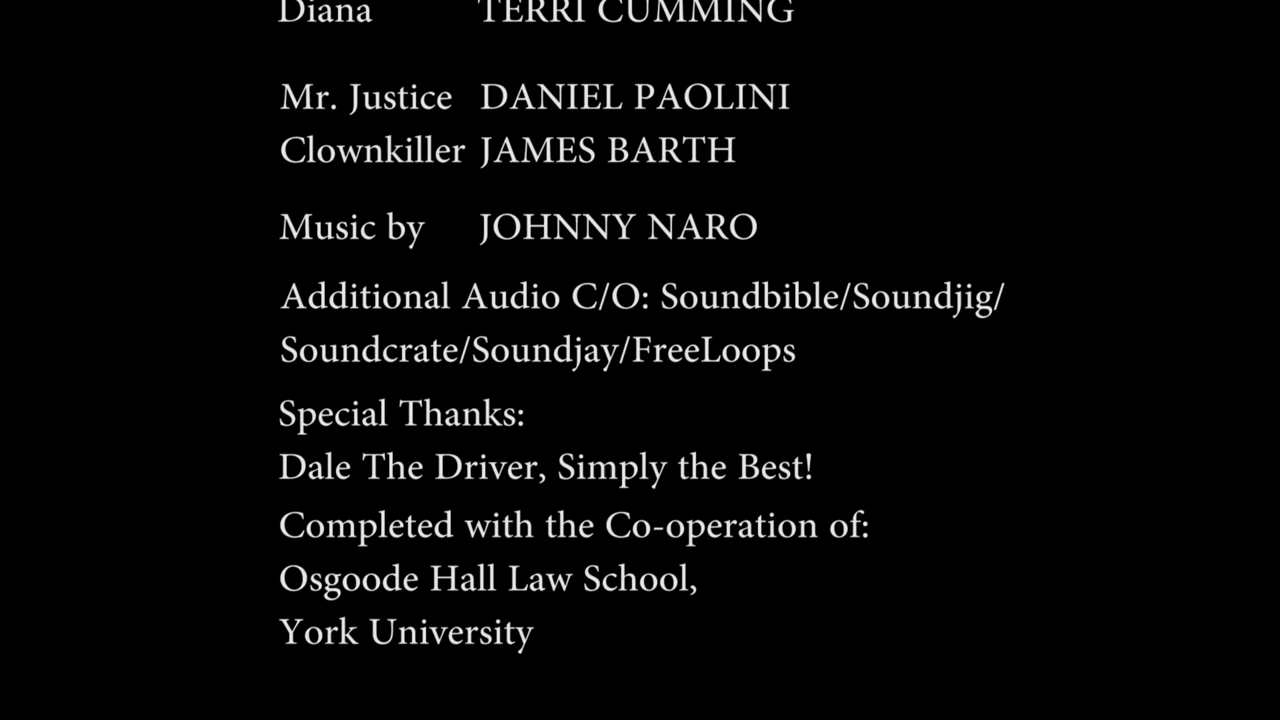 Diana TERRI CUMMING
Mr. Justice DANIEL PAOLINI
Clownkiller JAMES BARTH
Music by JOHNNY NARO
Additional Audio C/O: Soundbible/Soundjig/
Soundcrate/Soundjay/FreeLoops
Special Thanks:
Dale The Driver, Simply the Best!
Completed with the Co-operation of:
Osgoode Hall Law School,
York University